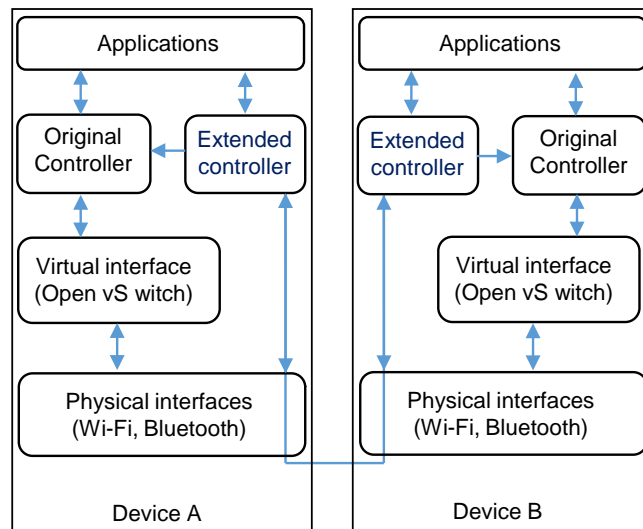 Applications
Original
Controller
Extended
controller
Virtual interface
(Open vS witch)
Physical interfaces
(Wi-Fi, Bluetooth)
Device A
Applications
Extended
controller
Original
Controller
Virtual interface
(Open vS witch)
Physical interfaces
(Wi-Fi, Bluetooth)
Device B